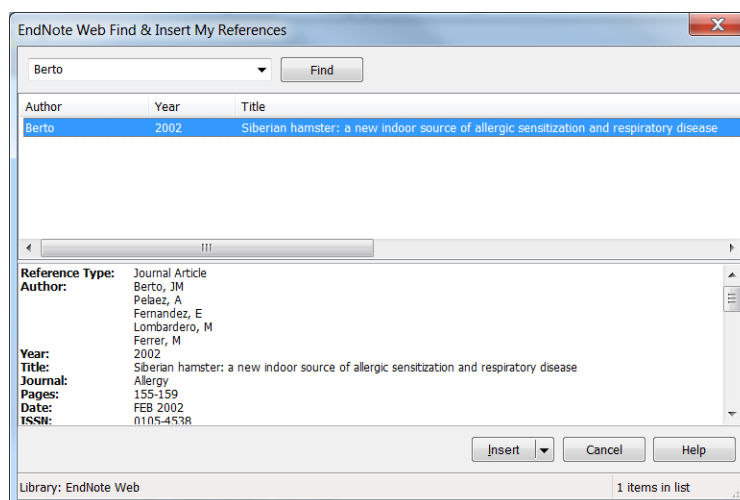 EndNote Web Find & Insert My References
X
Berto
Find
Author Year Title
Berto 2002 Siberian hamster: a new indoor source of allergic sensitization and respiratory disease
Reference Type: Journal Article
Author: Berto, JM
Pelaez, A
Fernandez, E
Lombardero, M
Ferrer, M
Year: 2002
Title: Siberian hamster: a new indoor source of allergic sensitization and respiratory disease
Journal: Allergy
Pages: 155-159
Date: FEB 2002
ISSN: 0105-4538
Insert Cancel Help
Library: EndNote Web 1 items in list